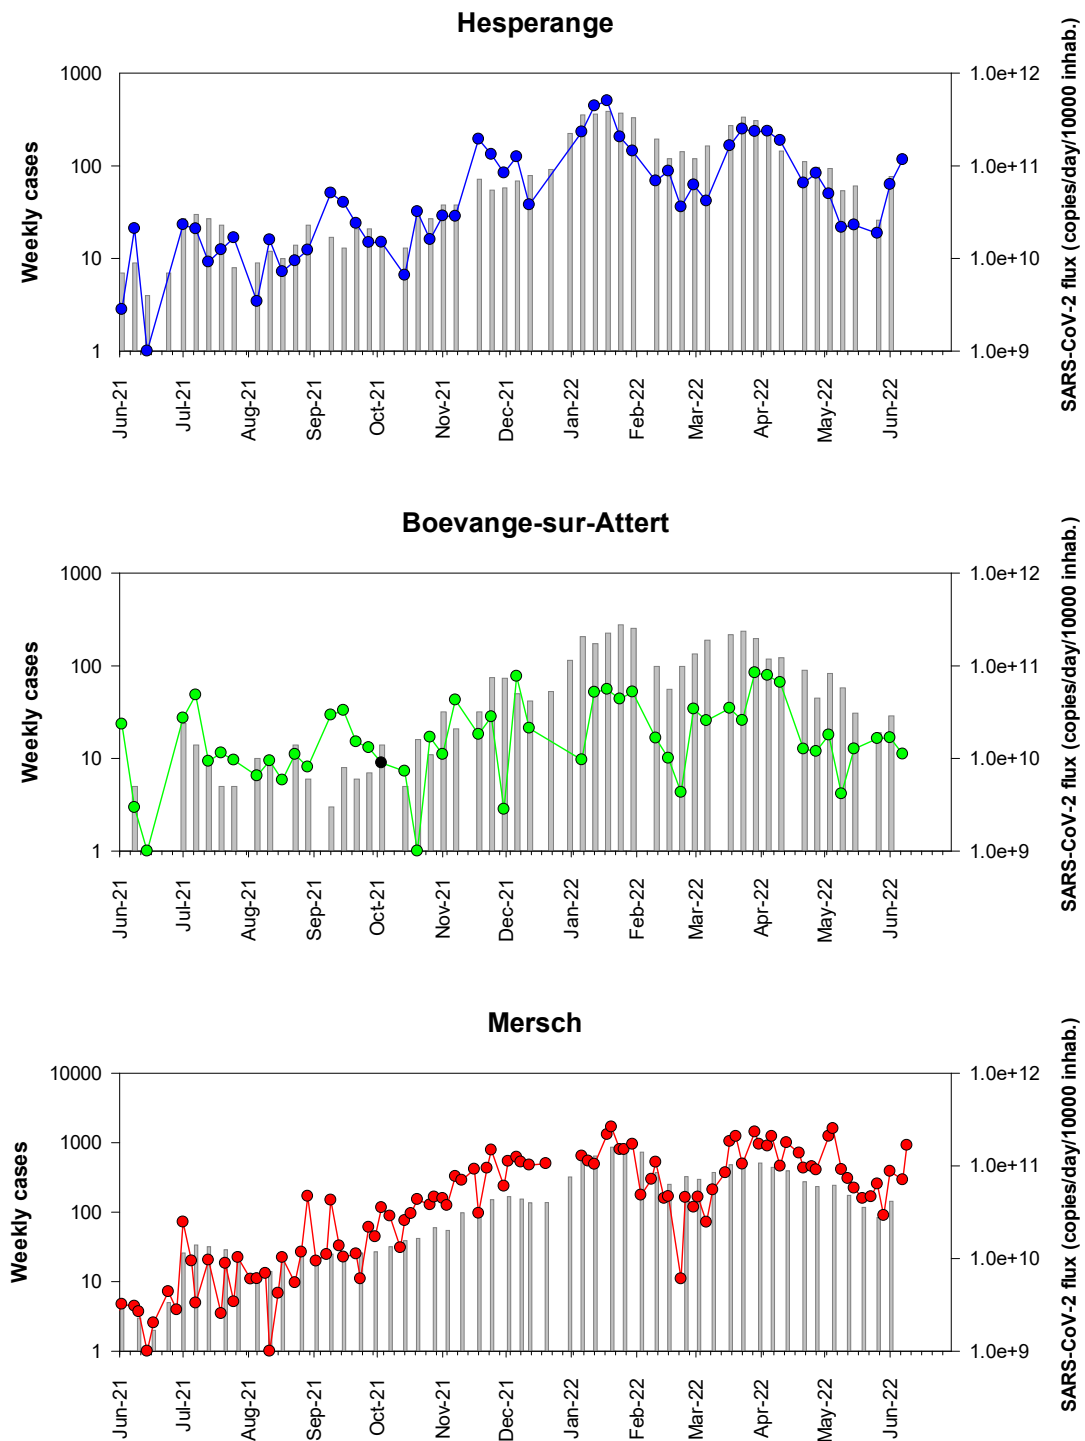 Hesperange
Weekly cases
1000
100
10
1
1.0e+12
1.0e+11
1.0e+10
1.0e+9
SARS-CoV-2 flux (copies/day/10000 inhab.)
Jun-21
Jul-21
Aug-21
Sep-21
Oct-21
Nov-21
Dec-21
Jan-22
Feb-22
Mar-22
Apr-22
May-22
Jun-22
Boevange-sur-Attert
Weekly cases
1000
100
10
1
1.0e+12
1.0e+11
1.0e+10
1.0e+9
SARS-CoV-2 flux (copies/day/10000 inhab.)
Jun-21
Jul-21
Aug-21
Sep-21
Oct-21
Nov-21
Dec-21
Jan-22
Feb-22
Mar-22
Apr-22
May-22
Jun-22
Mersch
Weekly cases
10000
1000
100
10
1
1.0e+12
1.0e+11
1.0e+10
1.0e+9
SARS-CoV-2 flux (copies/day/10000 inhab.)
Jun-21
Jul-21
Aug-21
Sep-21
Oct-21
Nov-21
Dec-21
Jan-22
Feb-22
Mar-22
Apr-22
May-22
Jun-22